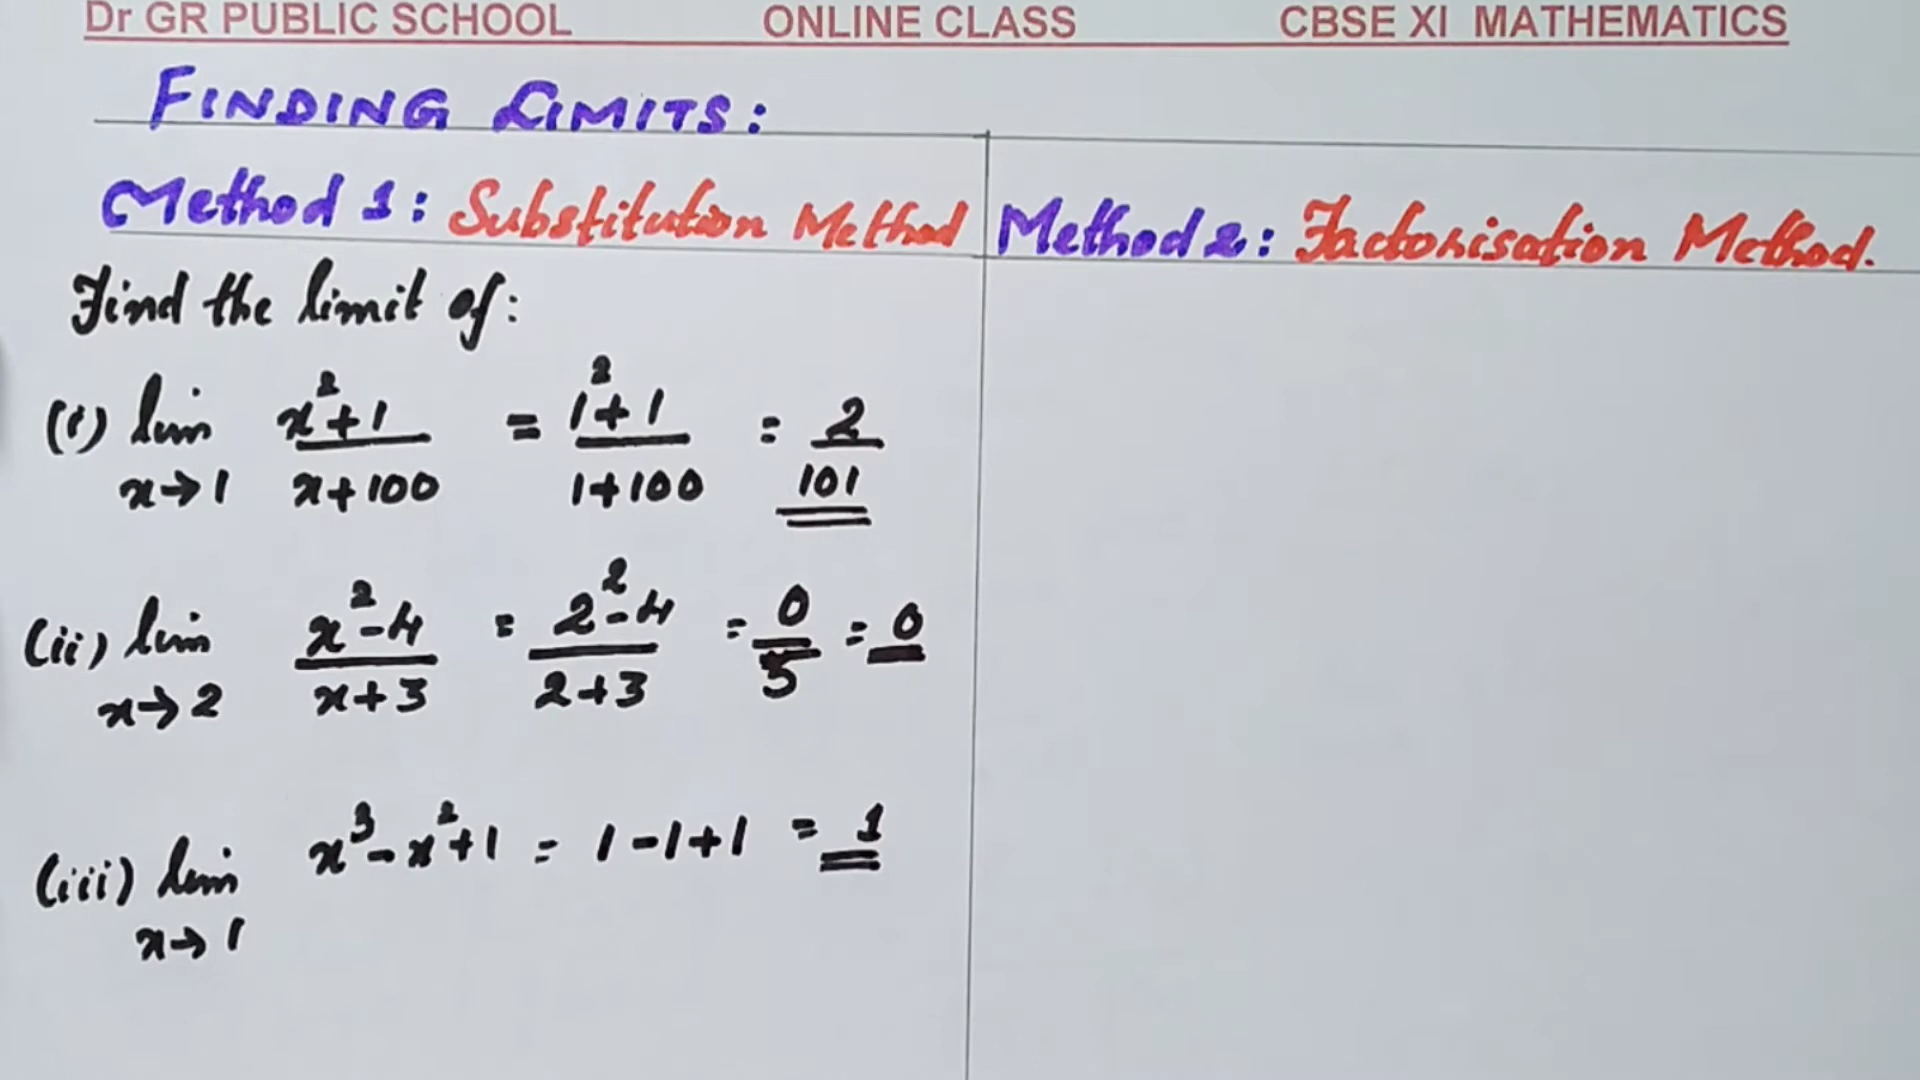 Dr GR PUBLIC SCHOOL ONLINE CLASS CBSE XI MATHEMATICS
FINDING LIMITS:
Method 1: Substitution Method
Find the limit of:
(i) lim x→1 x²+1 / x+100 = 1²+1 / 1+100 = 2 / 101
(ii) lim x→2 x²-4 / x+3 = 2²-4 / 2+3 = 0 / 5 = 0
(iii) lim x→1 x³-x²+1 = 1-1+1 = 1
Method 2: Factorisation Method.